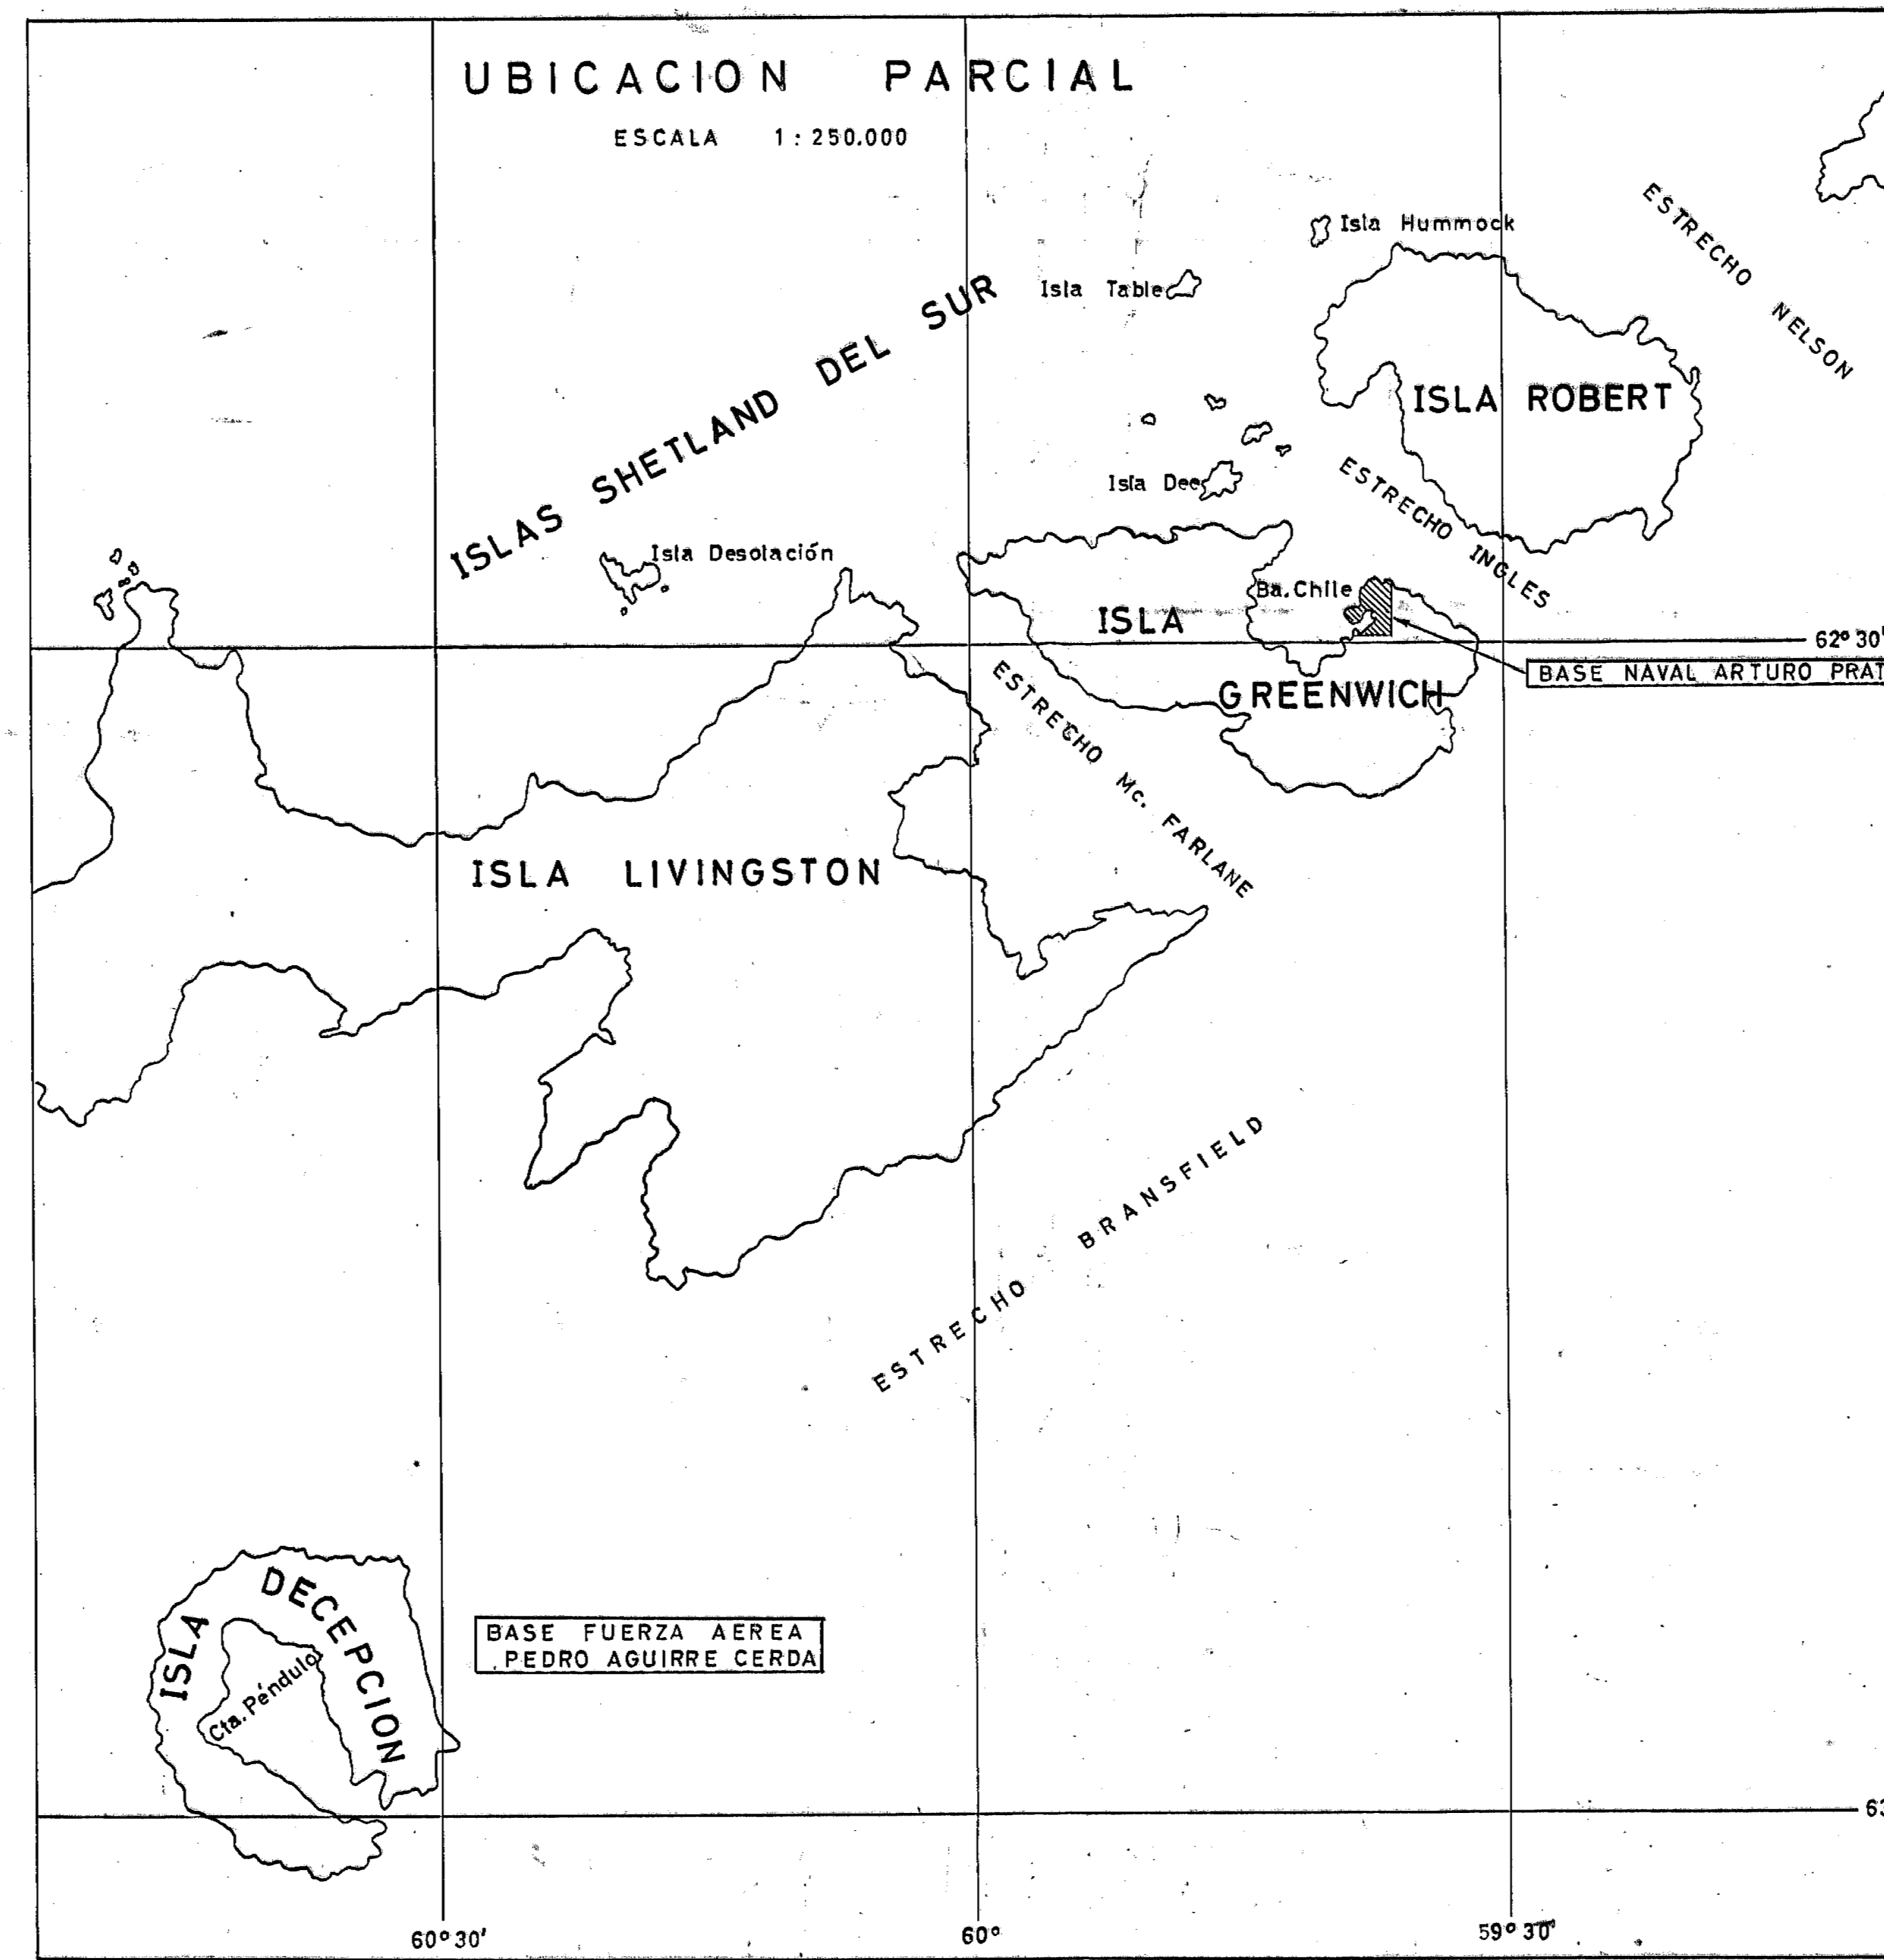 UBICACION PARCIAL
ESCALA 1 : 250.000
ESTRECHO NELSON
Isla Hummock
Isla Table
ISLAS SHETLAND DEL SUR
ISLA ROBERT
Isla Dee
ESTRECHO INGLES
Isla Desolación
Ba. Chile
ISLA GREENWICH
62° 30'
BASE NAVAL ARTURO PRAT
ESTRECHO Mc. FARLANE
ISLA LIVINGSTON
ESTRECHO BRANSFIELD
ISLA DECEPCION
Cta. Péndulo
BASE FUERZA AEREA
PEDRO AGUIRRE CERDA
60° 30'
60°
59° 30'